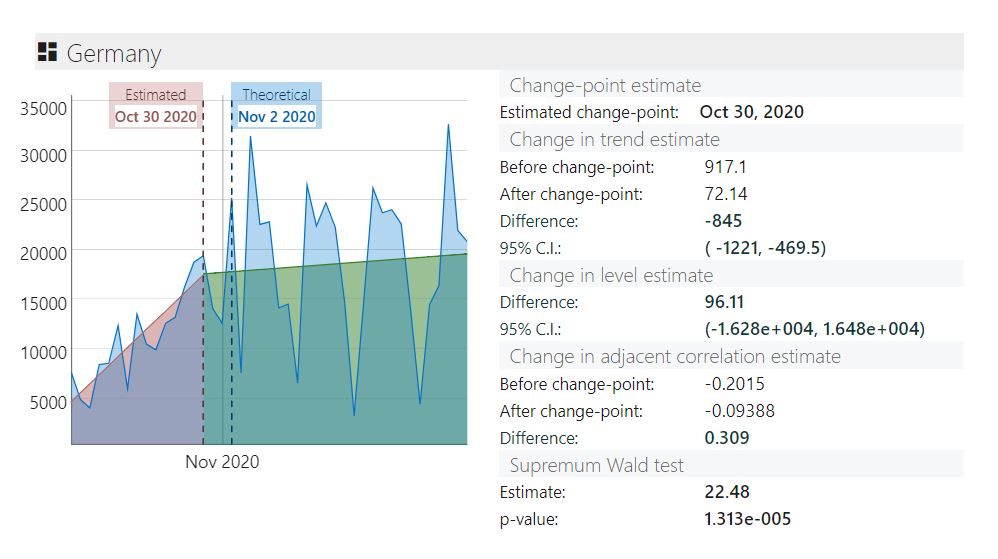 Germany
Estimated
Oct 30 2020
Theoretical
Nov 2 2020
35000
30000
25000
20000
15000
10000
5000
Nov 2020
Change-point estimate
Estimated change-point: Oct 30, 2020
Change in trend estimate
Before change-point: 917.1
After change-point: 72.14
Difference: -845
95% C.I.: ( -1221, -469.5)
Change in level estimate
Difference: 96.11
95% C.I.: (-1.628e+004, 1.648e+004)
Change in adjacent correlation estimate
Before change-point: -0.2015
After change-point: -0.09388
Difference: 0.309
Supremum Wald test
Estimate: 22.48
p-value: 1.313e-005